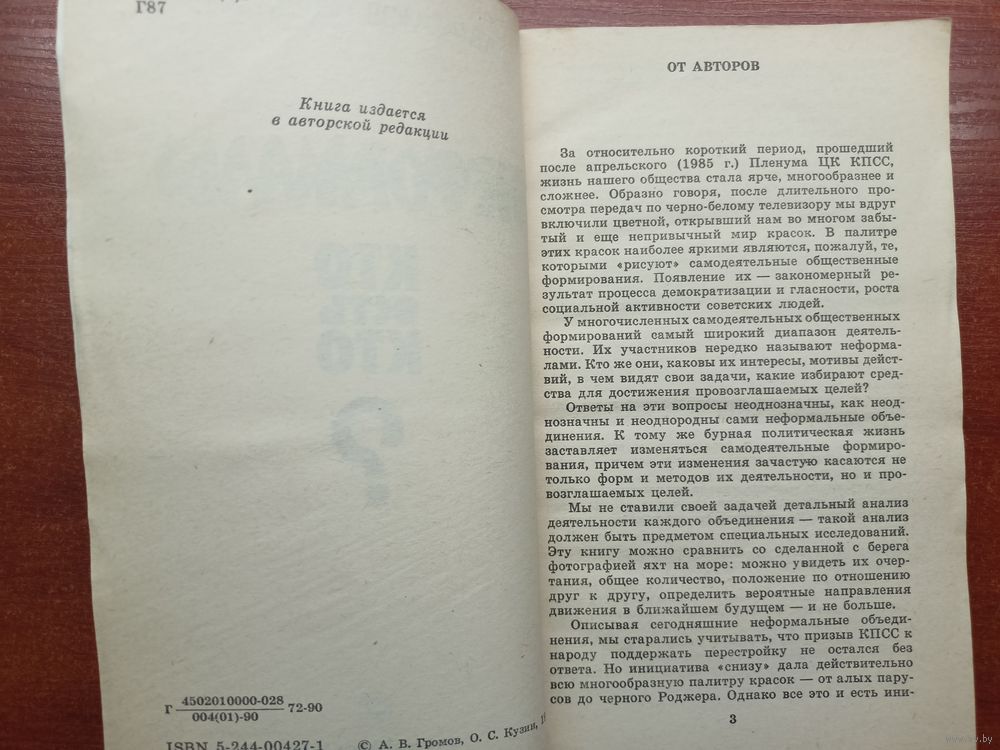 Г87
Книга издается
в авторской редакции
Г 4502010000-028 72-90
004(01)-90
ISBN 5-244-00427-1
© А. В. Громов, О. С. Кузин,
ОТ АВТОРОВ
За относительно короткий период, прошедший
после апрельского (1985 г.) Пленума ЦК КПСС,
жизнь нашего общества стала ярче, многообразнее и
сложнее. Образно говоря, после длительного про-
смотра передач по черно-белому телевизору мы вдруг
включили цветной, открывший нам во многом забы-
тый и еще непривычный мир красок. В палитре
этих красок наиболее яркими являются, пожалуй, те,
которыми «рисуют» самодеятельные общественные
формирования. Появление их — закономерный ре-
зультат процесса демократизации и гласности, роста
социальной активности советских людей.
У многочисленных самодеятельных общественных
формирований самый широкий диапазон деятель-
ности. Их участников нередко называют неформа-
лами. Кто же они, каковы их интересы, мотивы дейст-
вий, в чем видят свои задачи, какие избирают сред-
ства для достижения провозглашаемых целей?
Ответы на эти вопросы неоднозначны, как неод-
нозначны и неоднородны сами неформальные объе-
динения. К тому же бурная политическая жизнь
заставляет изменяться самодеятельные формиро-
вания, причем эти изменения зачастую касаются не
только форм и методов их деятельности, но и про-
возглашаемых целей.
Мы не ставили своей задачей детальный анализ
деятельности каждого объединения — такой анализ
должен быть предметом специальных исследований.
Эту книгу можно сравнить со сделанной с берега
фотографией яхт на море: можно увидеть их очер-
тания, общее количество, положение по отношению
друг к другу, определить вероятные направления
движения в ближайшем будущем — и не больше.
Описывая сегодняшние неформальные объеди-
нения, мы старались учитывать, что призыв КПСС к
народу поддержать перестройку не остался без
ответа. Но инициатива «снизу» дала действительно
всю многообразную палитру красок — от алых пару-
сов до черного Роджера. Однако все это и есть ини-
3
www.av.by